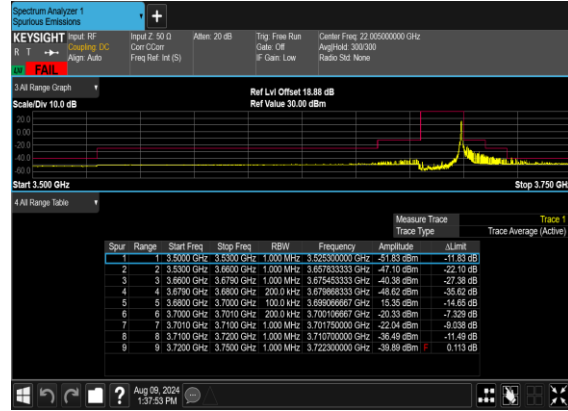 Spectrum Analyzer 1
Spurious Emissions
+
KEYSIGHT Input: RF Input Z: 50 Ω Atten: 20 dB Trig: Free Run Center Freq: 22.005000000 GHz
R T Coupling: DC Corr CCorr Gate: Off Avg|Hold: 300/300
Align: Auto Freq Ref: Int (S) IF Gain: Low Radio Std: None
LXI FAIL
3 All Range Graph Ref Lvl Offset 18.88 dB
Scale/Div 10.0 dB Ref Value 30.00 dBm
20.0
0.00
-20.0
-40.0
-60.0
Start 3.500 GHz Stop 3.750 GHz
4 All Range Table
Measure Trace Trace 1
Trace Type Trace Average (Active)
Spur Range Start Freq Stop Freq RBW Frequency Amplitude ΔLimit
1 1 3.5000 GHz 3.5300 GHz 1.000 MHz 3.525300000 GHz -51.83 dBm -11.83 dB
2 2 3.5300 GHz 3.6600 GHz 1.000 MHz 3.657833333 GHz -47.10 dBm -22.10 dB
3 3 3.6600 GHz 3.6790 GHz 1.000 MHz 3.675453333 GHz -40.38 dBm -27.38 dB
4 4 3.6790 GHz 3.6800 GHz 200.0 kHz 3.679868333 GHz -48.62 dBm -35.62 dB
5 5 3.6800 GHz 3.7000 GHz 100.0 kHz 3.699066667 GHz 15.35 dBm -14.65 dB
6 6 3.7000 GHz 3.7010 GHz 200.0 kHz 3.700106667 GHz -20.33 dBm -7.329 dB
7 7 3.7010 GHz 3.7100 GHz 1.000 MHz 3.701750000 GHz -22.04 dBm -9.038 dB
8 8 3.7100 GHz 3.7200 GHz 1.000 MHz 3.710700000 GHz -36.49 dBm -11.49 dB
9 9 3.7200 GHz 3.7500 GHz 1.000 MHz 3.722300000 GHz -39.89 dBm F 0.113 dB
? Aug 09, 2024
1:37:53 PM